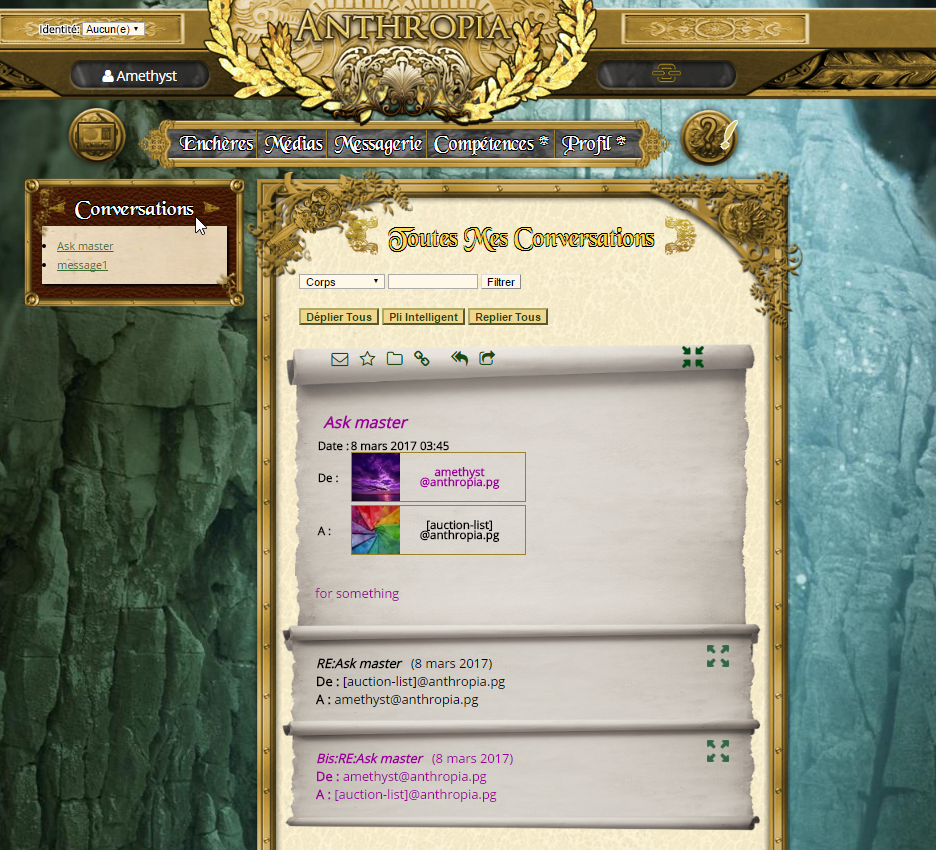 ANTHROPIA
Identité: Aucun(e)
Amethyst
Enchères Médias Messagerie Compétences * Profil *
Conversations
Ask master
message1
Toutes Mes Conversations
Corps Filtrer
Déplier Tous Pli Intelligent Replier Tous
Ask master
Date : 8 mars 2017 03:45
De : amethyst
@anthropia.pg
A : [auction-list]
@anthropia.pg
for something
RE:Ask master (8 mars 2017)
De : [auction-list]@anthropia.pg
A : amethyst@anthropia.pg
Bis:RE:Ask master (8 mars 2017)
De : amethyst@anthropia.pg
A : [auction-list]@anthropia.pg